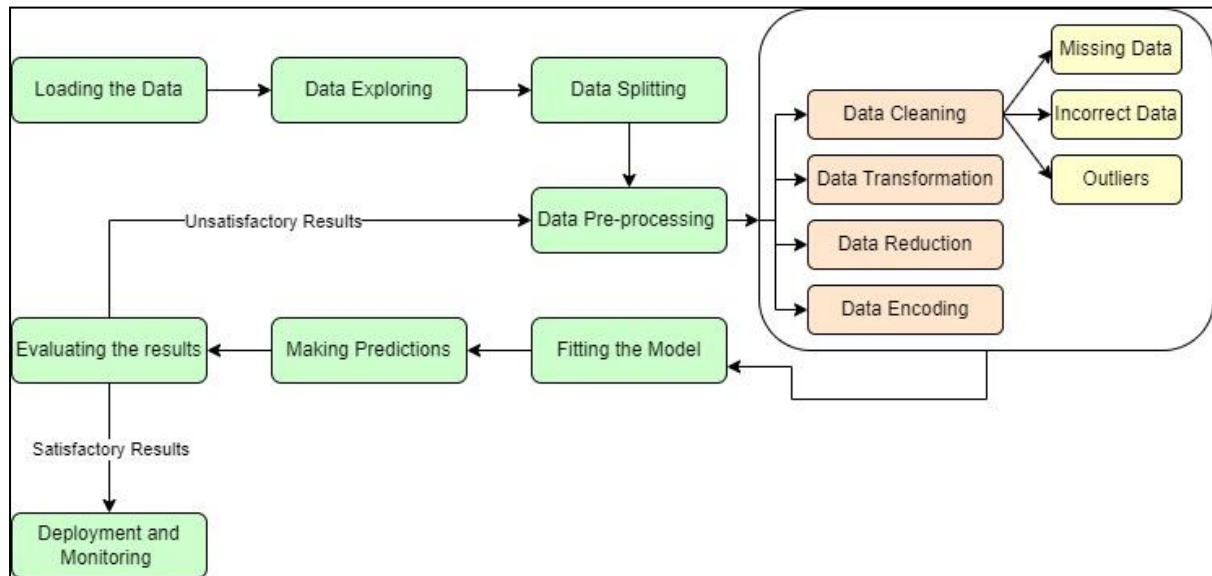 Loading the Data
Data Exploring
Data Splitting
Data Pre-processing
Data Cleaning
Missing Data
Incorrect Data
Outliers
Data Transformation
Data Reduction
Data Encoding
Unsatisfactory Results
Evaluating the results
Making Predictions
Fitting the Model
Satisfactory Results
Deployment and
Monitoring